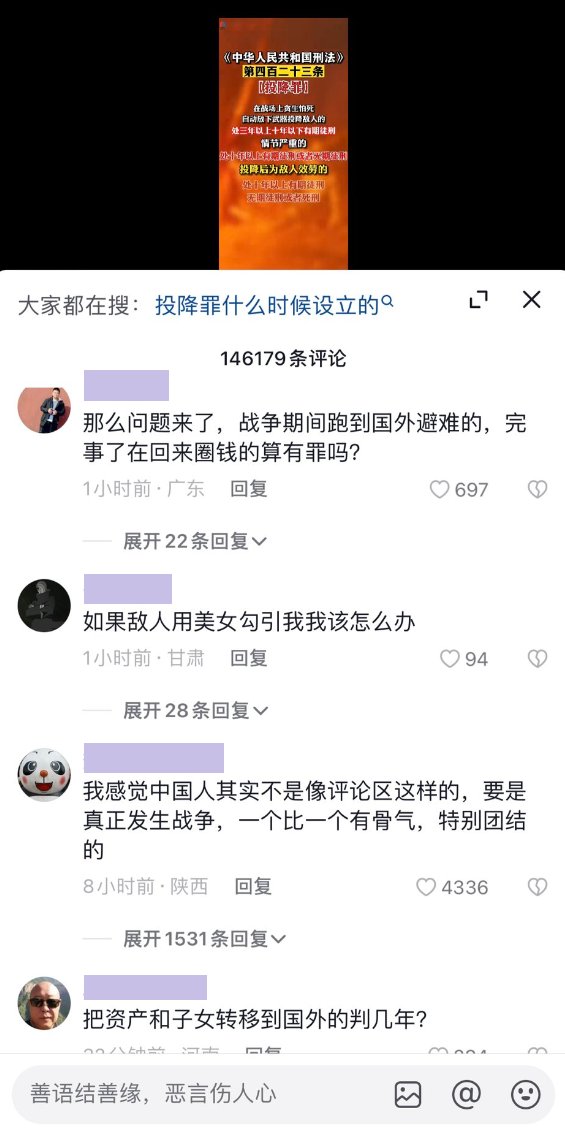 《中华人民共和国刑法》
第四百二十三条
【投降罪】
在战场上贪生怕死
自动放下武器投降敌人的
处三年以上十年以下有期徒刑
情节严重的
处十年以上有期徒刑或者无期徒刑
投降后为敌人效劳的
处十年以上有期徒刑
无期徒刑或者死刑
大家都在搜：投降罪什么时候设立的
146179条评论
那么问题来了，战争期间跑到国外避难的，完
事了在回来圈钱的算有罪吗?
1小时前·广东 回复 697
展开22条回复
如果敌人用美女勾引我我该怎么办
1小时前·甘肃 回复 94
展开28条回复
我感觉中国人其实不是像评论区这样的，要是
真正发生战争，一个比一个有骨气，特别团结
的
8小时前·陕西 回复 4336
展开1531条回复
把资产和子女转移到国外的判几年?
分钟前·河南 回复
善语结善缘，恶言伤人心